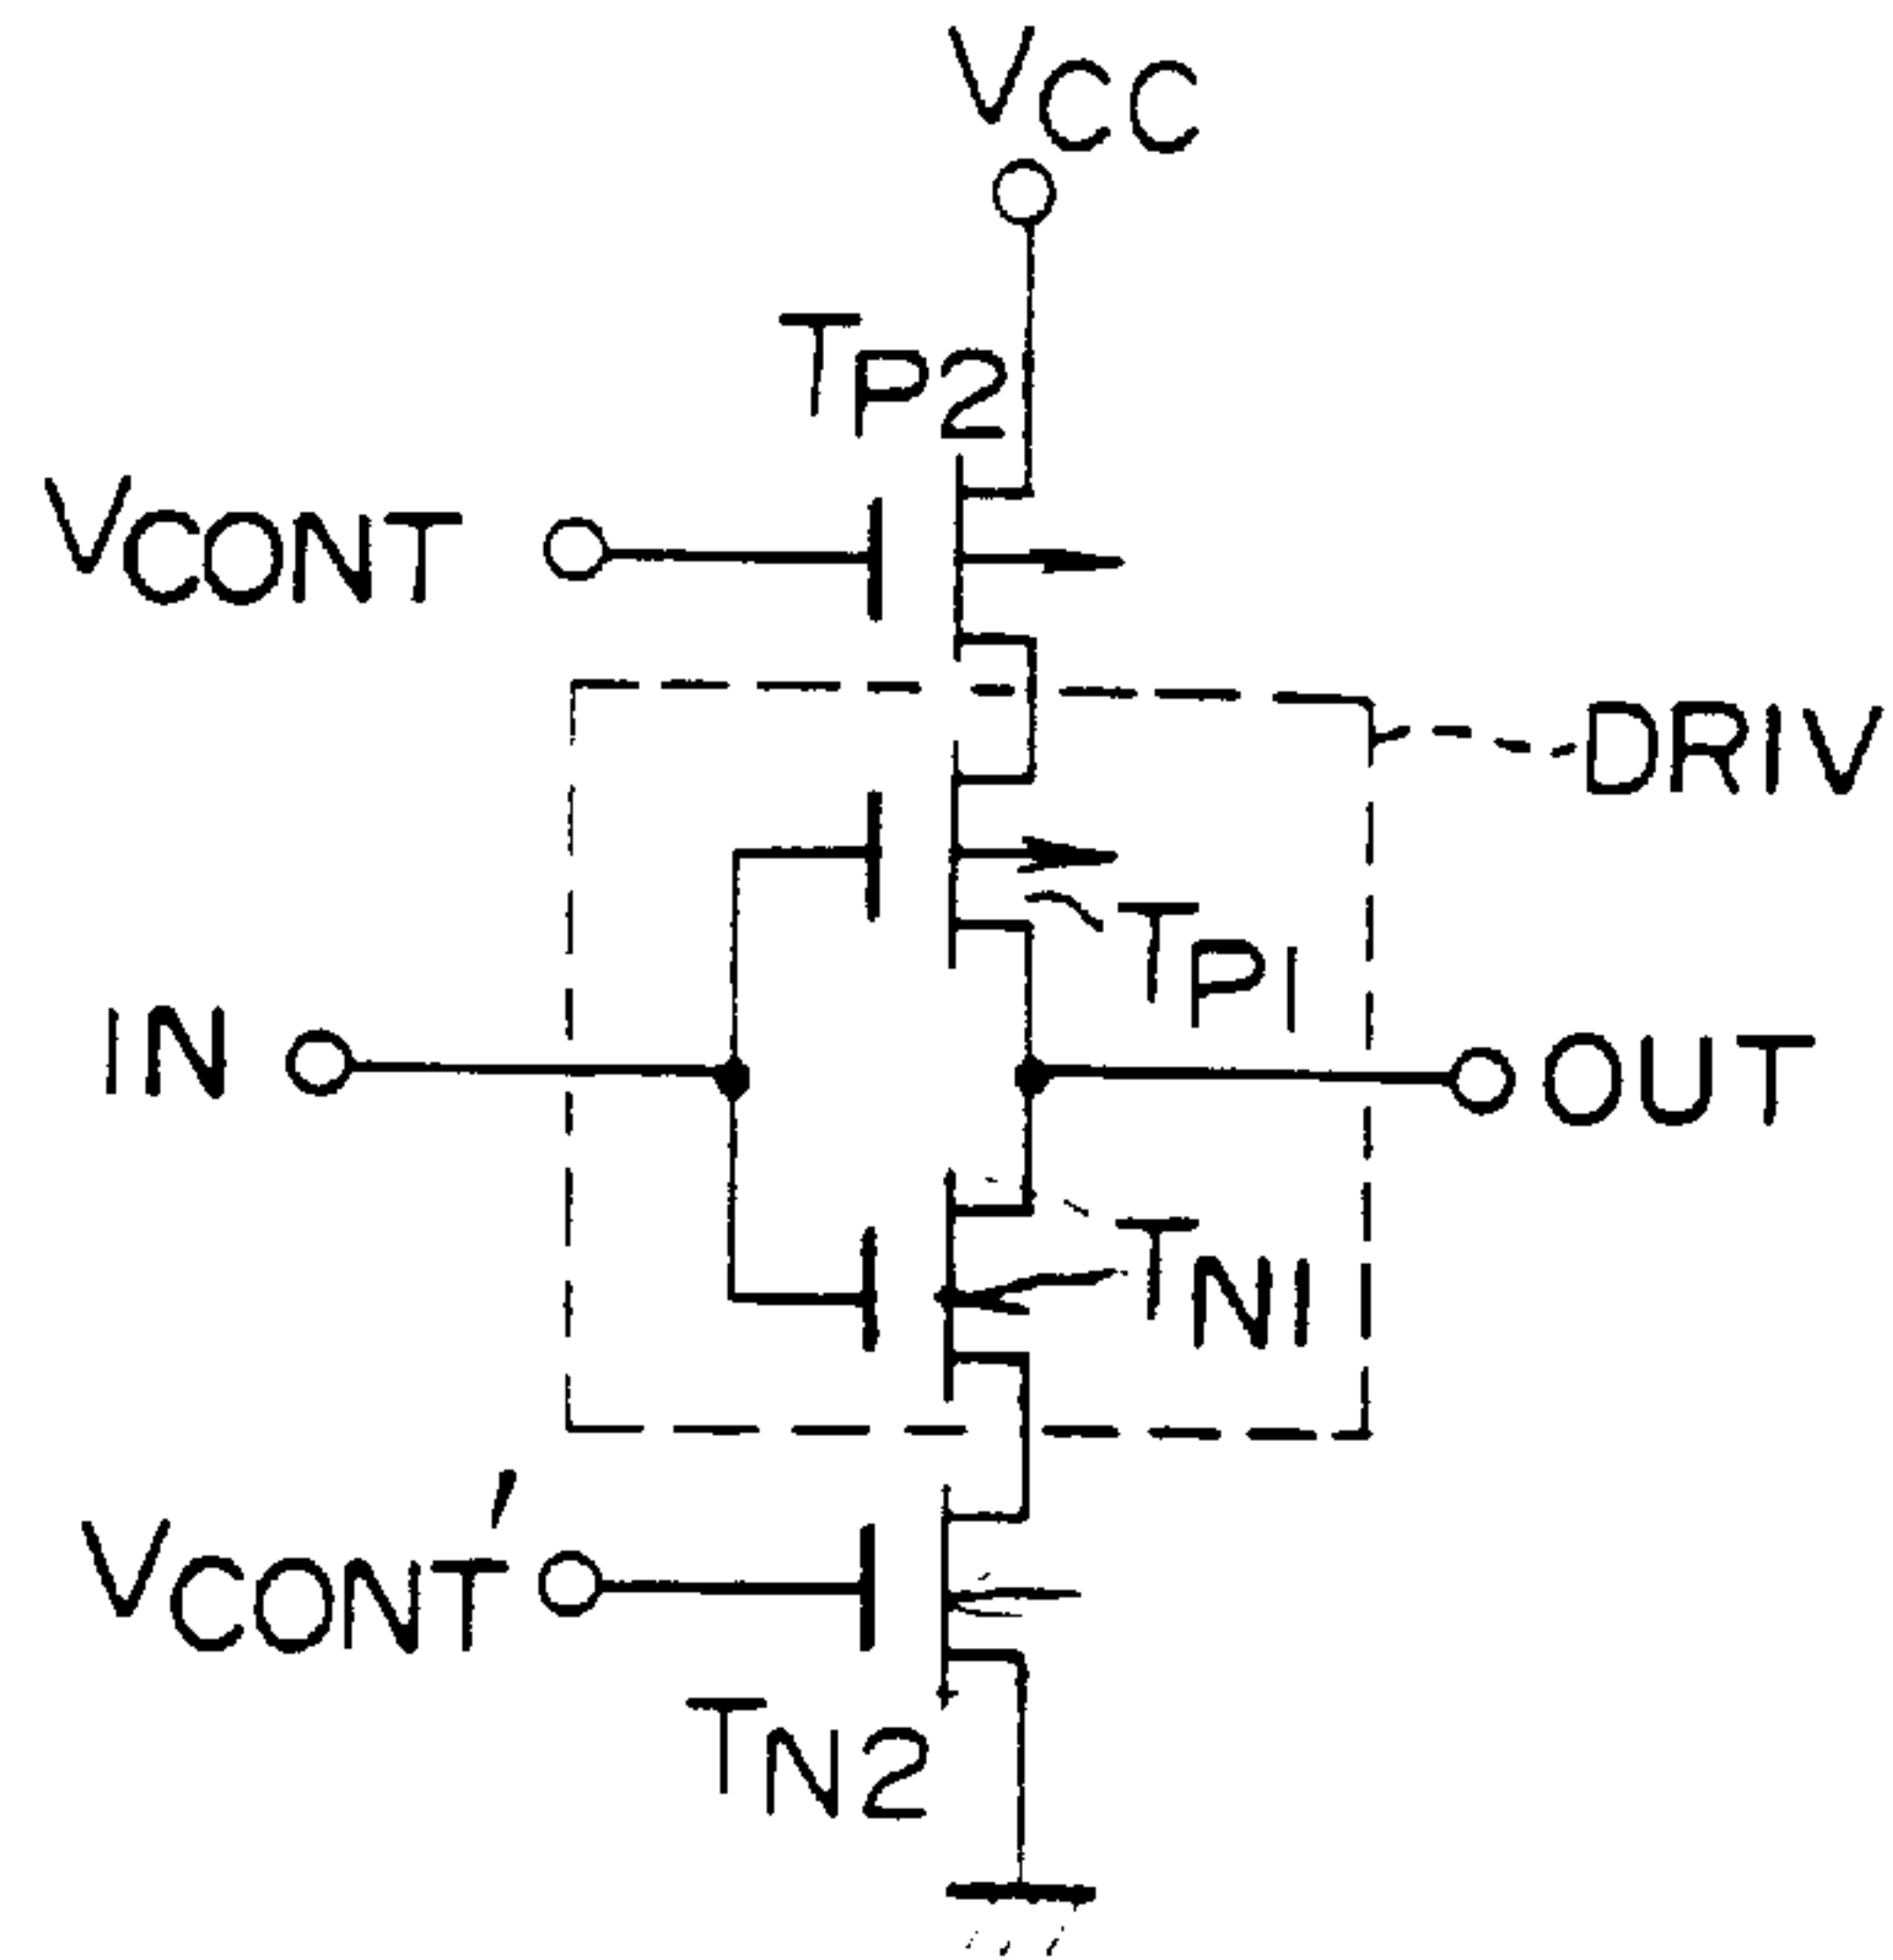 VCC
TP2
VCONT
DRIV
TP1
IN
OUT
TN1
VCONT'
TN2